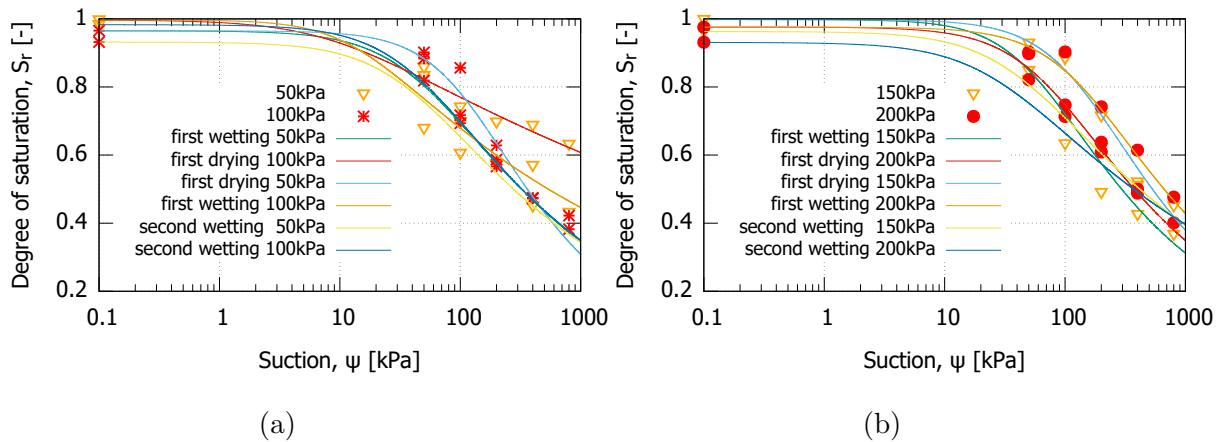 1
0.8
0.6
0.4
0.2
0.1
1
10
100
1000
Degree of saturation, Sr [-]
Suction, ψ [kPa]
50kPa
100kPa
first wetting 50kPa
first drying 100kPa
first drying 50kPa
first wetting 100kPa
second wetting 50kPa
second wetting 100kPa
(a)
1
0.8
0.6
0.4
0.2
0.1
1
10
100
1000
Degree of saturation, Sr [-]
Suction, ψ [kPa]
150kPa
200kPa
first wetting 150kPa
first drying 200kPa
first drying 150kPa
first wetting 200kPa
second wetting 150kPa
second wetting 200kPa
(b)